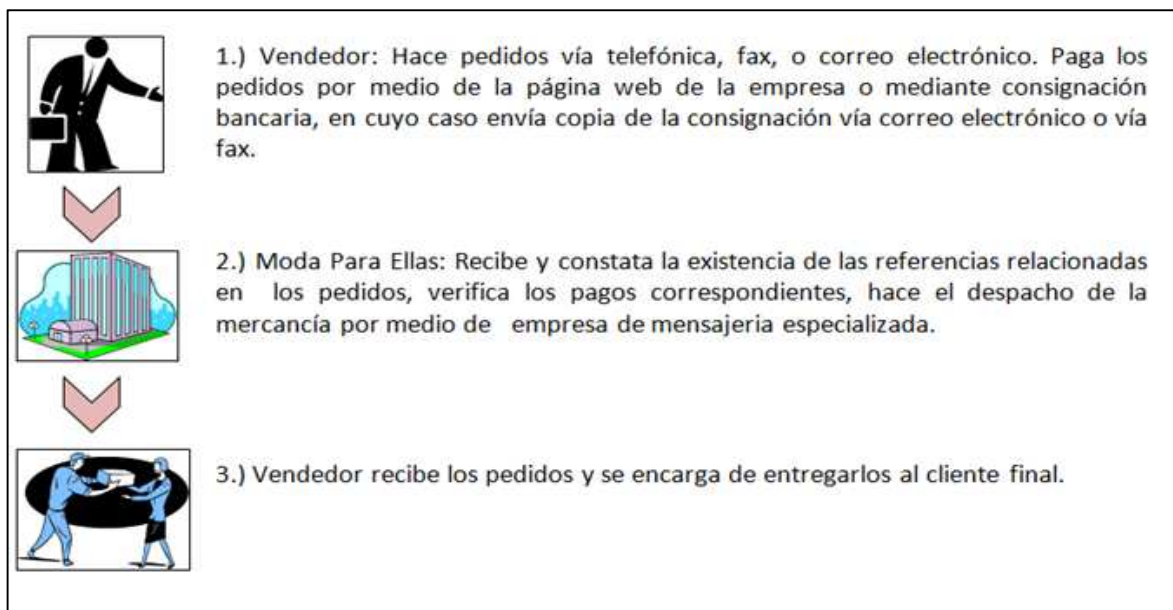 1.) Vendedor: Hace pedidos vía telefónica, fax, o correo electrónico. Paga los
pedidos por medio de la página web de la empresa o mediante consignación
bancaria, en cuyo caso envía copia de la consignación vía correo electrónico o vía
fax.
2.) Moda Para Ellas: Recibe y constata la existencia de las referencias relacionadas
en los pedidos, verifica los pagos correspondientes, hace el despacho de la
mercancía por medio de empresa de mensajeria especializada.
3.) Vendedor recibe los pedidos y se encarga de entregarlos al cliente final.